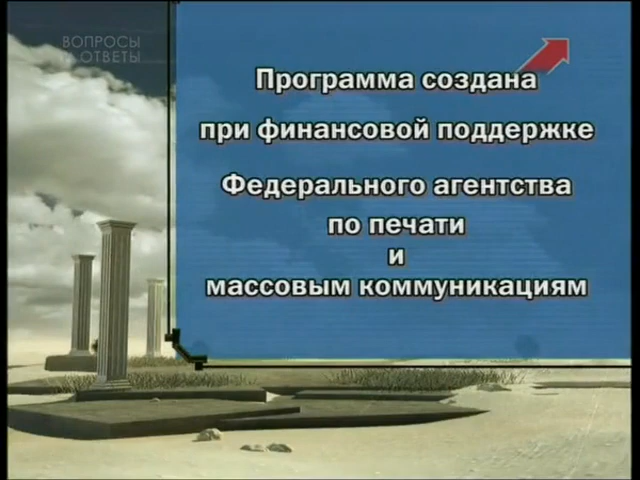 ВОПРОСЫ
И ОТВЕТЫ
Программа создана
при финансовой поддержке
Федерального агентства
по печати
и
массовым коммуникациям